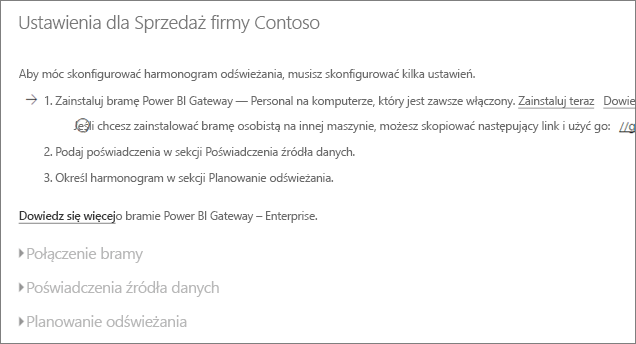 Ustawienia dla Sprzedaż firmy Contoso
Aby móc skonfigurować harmonogram odświeżania, musisz skonfigurować kilka ustawień.
1. Zainstaluj bramę Power BI Gateway — Personal na komputerze, który jest zawsze włączony. Zainstaluj teraz Dowie
Jeśli chcesz zainstalować bramę osobistą na innej maszynie, możesz skopiować następujący link i użyć go: //g
2. Podaj poświadczenia w sekcji Poświadczenia źródła danych.
3. Określ harmonogram w sekcji Planowanie odświeżania.
Dowiedz się więcejo bramie Power BI Gateway – Enterprise.
Połączenie bramy
Poświadczenia źródła danych
Planowanie odświeżania